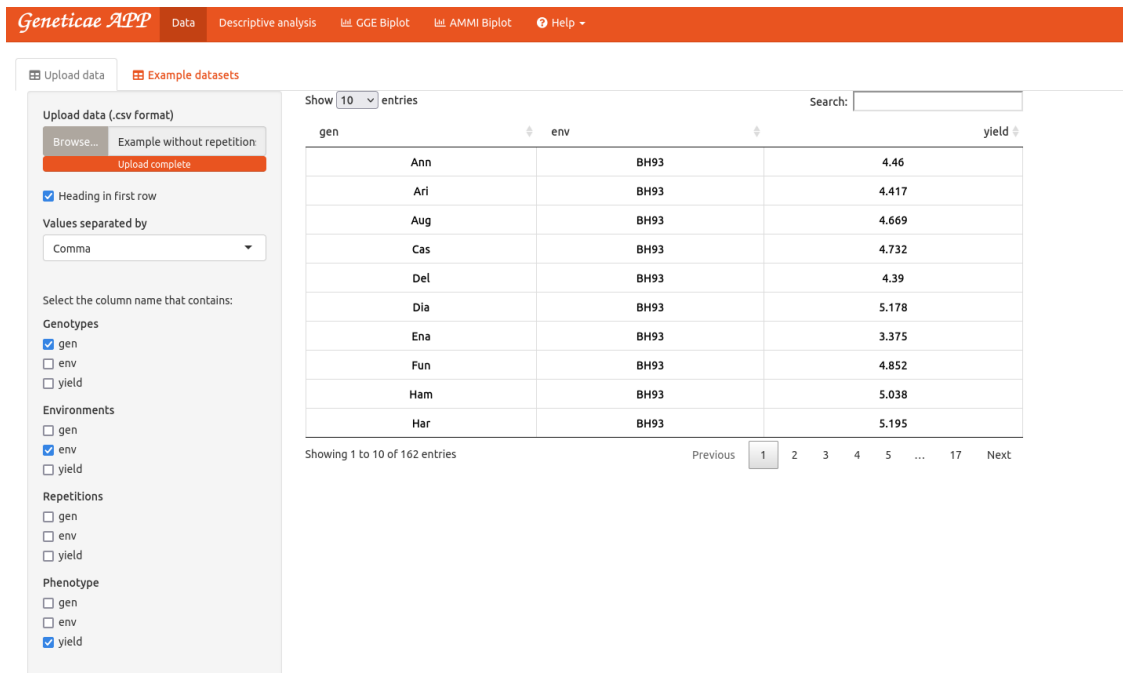 Geneticae APP Data Descriptive analysis GGE Biplot AMMI Biplot Help
Upload data Example datasets
Upload data (.csv format)
Browse... Example without repetition
Upload complete
Heading in first row
Values separated by
Comma
Select the column name that contains:
Genotypes
gen
env
yield
Environments
gen
env
yield
Repetitions
gen
env
yield
Phenotype
gen
env
yield
Show 10 entries Search:
gen env yield
Ann BH93 4.46
Ari BH93 4.417
Aug BH93 4.669
Cas BH93 4.732
Del BH93 4.39
Dia BH93 5.178
Ena BH93 3.375
Fun BH93 4.852
Ham BH93 5.038
Har BH93 5.195
Showing 1 to 10 of 162 entries Previous 1 2 3 4 5 ... 17 Next